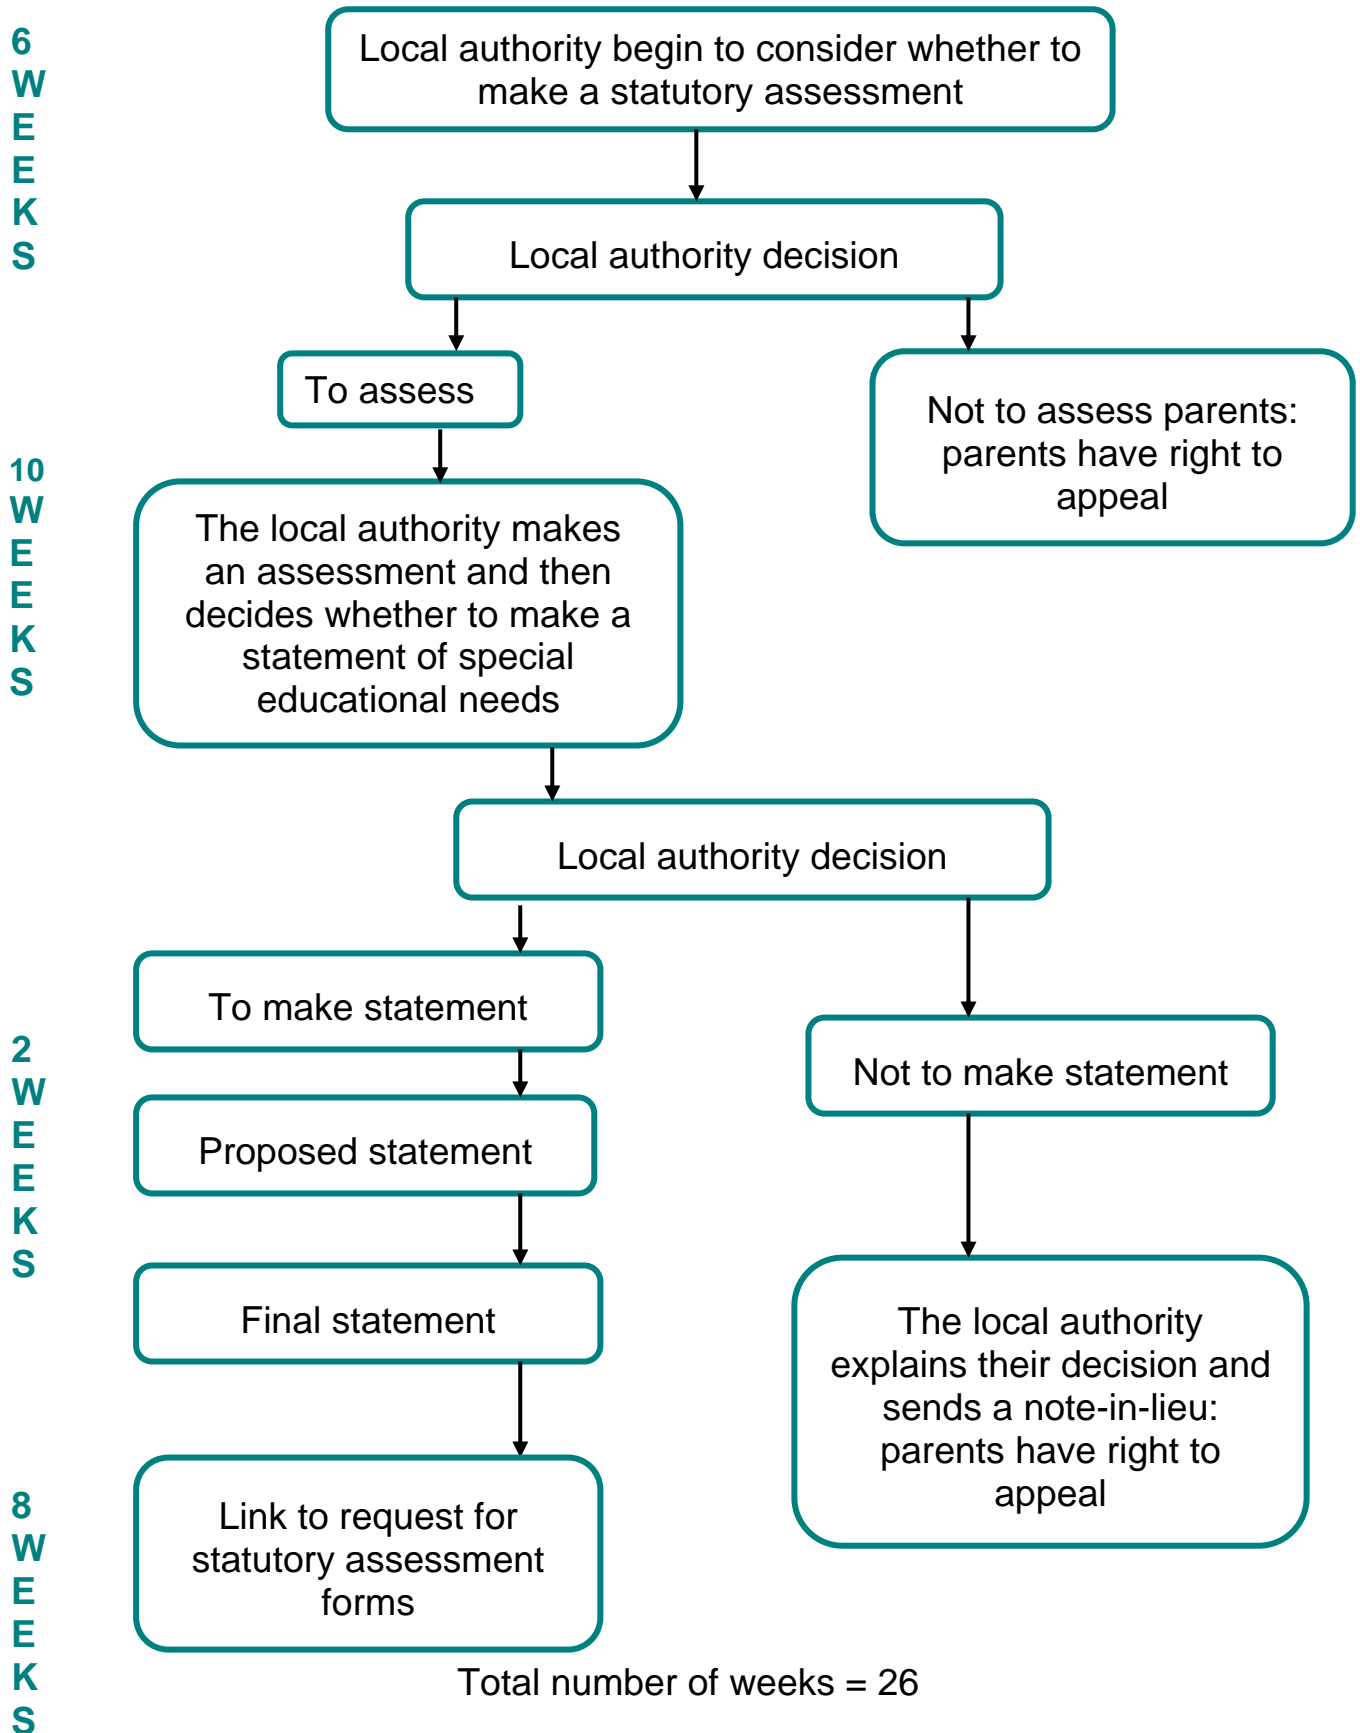 6
W
E
E
K
S
Local authority begin to consider whether to
make a statutory assessment
Local authority decision
To assess
Not to assess parents:
parents have right to
appeal
10
W
E
E
K
S
The local authority makes
an assessment and then
decides whether to make a
statement of special
educational needs
Local authority decision
To make statement
Not to make statement
2
W
E
E
K
S
Proposed statement
Final statement
The local authority
explains their decision and
sends a note-in-lieu:
parents have right to
appeal
8
W
E
E
K
S
Link to request for
statutory assessment
forms
Total number of weeks = 26